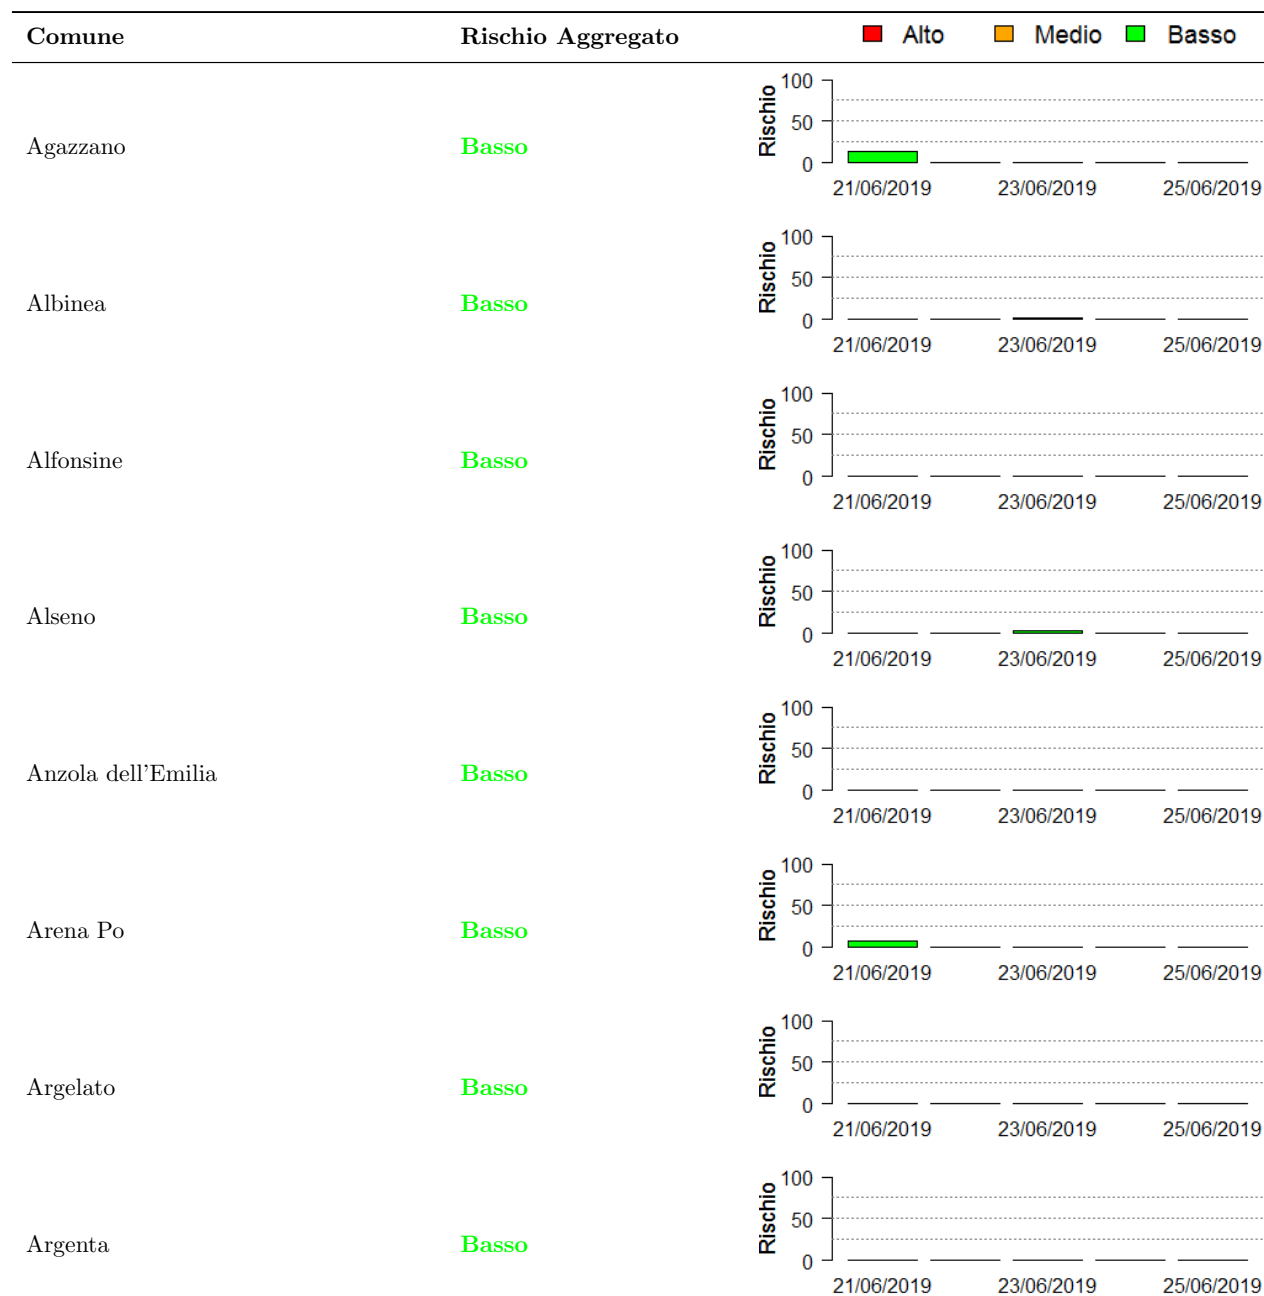 Comune Rischio Aggregato Alto Medio Basso
100
50
0
Rischio
Agazzano Basso
21/06/2019 23/06/2019 25/06/2019
100
50
0
Rischio
Albinea Basso
21/06/2019 23/06/2019 25/06/2019
100
50
0
Rischio
Alfonsine Basso
21/06/2019 23/06/2019 25/06/2019
100
50
0
Rischio
Alseno Basso
21/06/2019 23/06/2019 25/06/2019
100
50
0
Rischio
Anzola dell'Emilia Basso
21/06/2019 23/06/2019 25/06/2019
100
50
0
Rischio
Arena Po Basso
21/06/2019 23/06/2019 25/06/2019
100
50
0
Rischio
Argelato Basso
21/06/2019 23/06/2019 25/06/2019
100
50
0
Rischio
Argenta Basso
21/06/2019 23/06/2019 25/06/2019